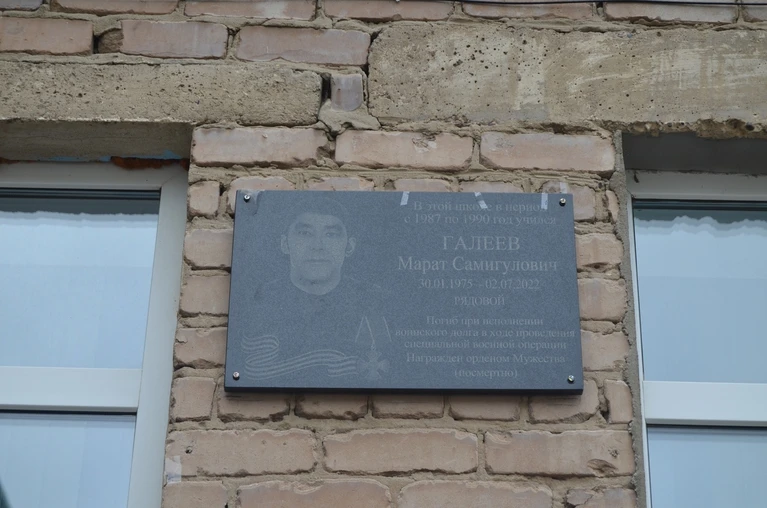 В этой школе в период
с 1987 по 1990 год учился
ГАЛЕЕВ
Марат Самигулович
30.01.1975 - 02.07.2022
РЯДОВОЙ
Погиб при исполнении
воинского долга в ходе проведения
специальной военной операции
Награжден орденом Мужества
(посмертно)